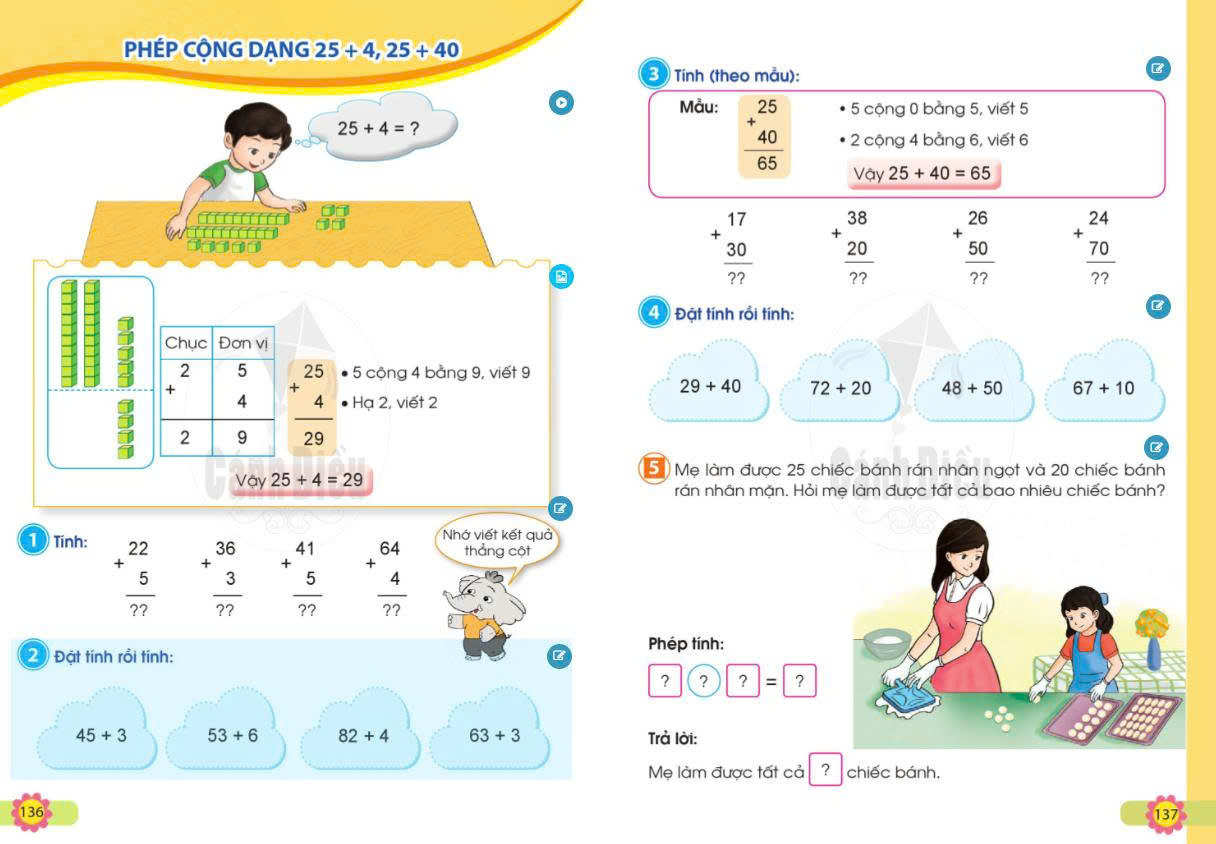 PHÉP CỘNG DẠNG 25 + 4, 25 + 40
25 + 4 = ?
Chục Đơn vị
2 5
+
4
2 9
25
+
4
29
• 5 cộng 4 bằng 9, viết 9
• Hạ 2, viết 2
Vậy 25 + 4 = 29
Cánh Diều
1 Tính:
22 36 41 64
+ + + +
5 3 5 4
?? ?? ?? ??
Nhớ viết kết quả
thẳng cột
2 Đặt tính rồi tính:
45 + 3 53 + 6 82 + 4 63 + 3
136
3 Tính (theo mẫu):
Mẫu:
25
+
40
65
• 5 cộng 0 bằng 5, viết 5
• 2 cộng 4 bằng 6, viết 6
Vậy 25 + 40 = 65
17 38 26 24
+ + + +
30 20 50 70
?? ?? ?? ??
4 Đặt tính rồi tính:
29 + 40 72 + 20 48 + 50 67 + 10
Cánh Diều
5 Mẹ làm được 25 chiếc bánh rán nhân ngọt và 20 chiếc bánh
rán nhân mặn. Hỏi mẹ làm được tất cả bao nhiêu chiếc bánh?
Phép tính:
? ? ? = ?
Trả lời:
Mẹ làm được tất cả ? chiếc bánh.
137